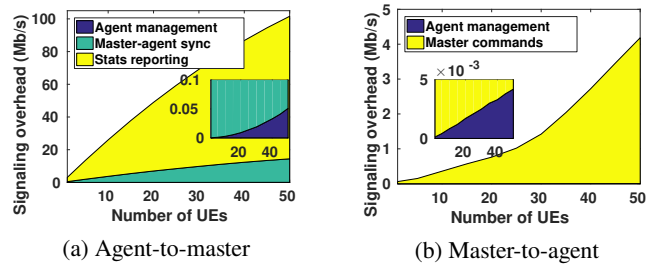 Signaling overhead (Mb/s)
100
80
60
40
20
0
Agent management
Master-agent sync
Stats reporting
0.1
0.05
0
20 40
10 20 30 40 50
Number of UEs
(a) Agent-to-master
Signaling overhead (Mb/s)
5
4
3
2
1
0
Agent management
Master commands
× 10⁻³
5
0
20 40
10 20 30 40 50
Number of UEs
(b) Master-to-agent